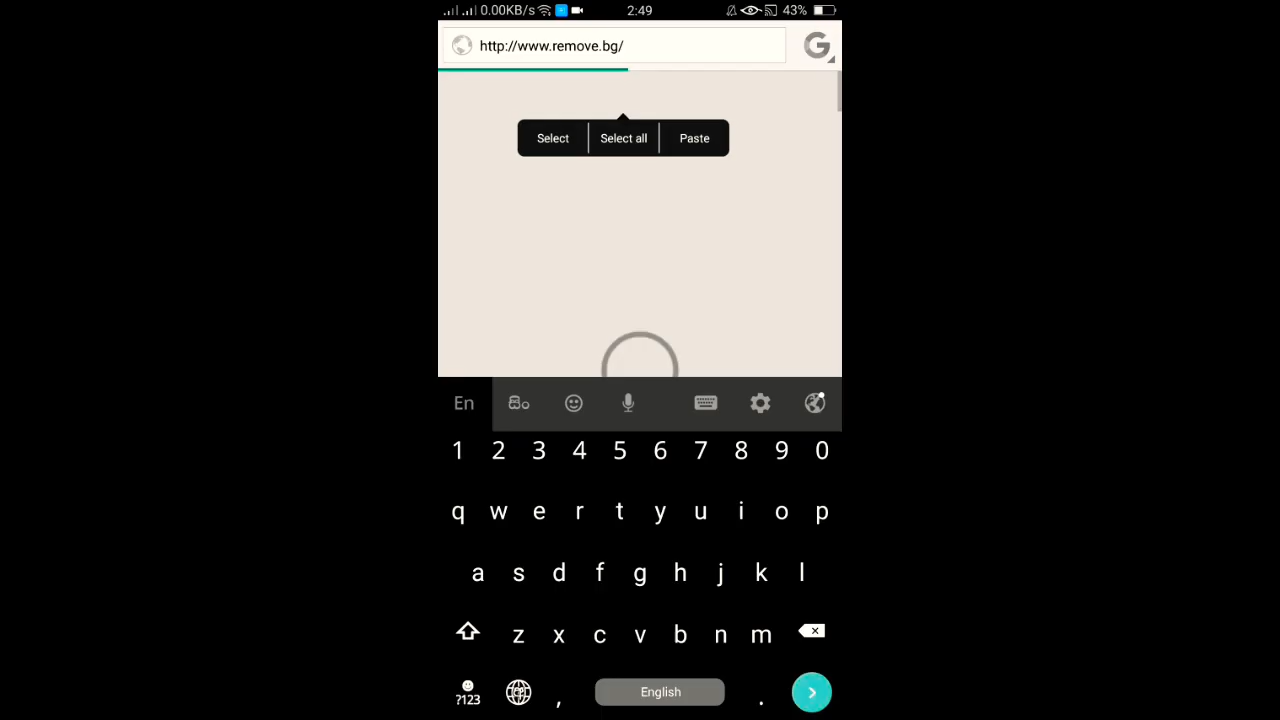 0.00KB/s 2:49 43%
http://www.remove.bg/ G
Select Select all Paste
En
1 2 3 4 5 6 7 8 9 0
q w e r t y u i o p
a s d f g h j k l
z x c v b n m
?123 , English .